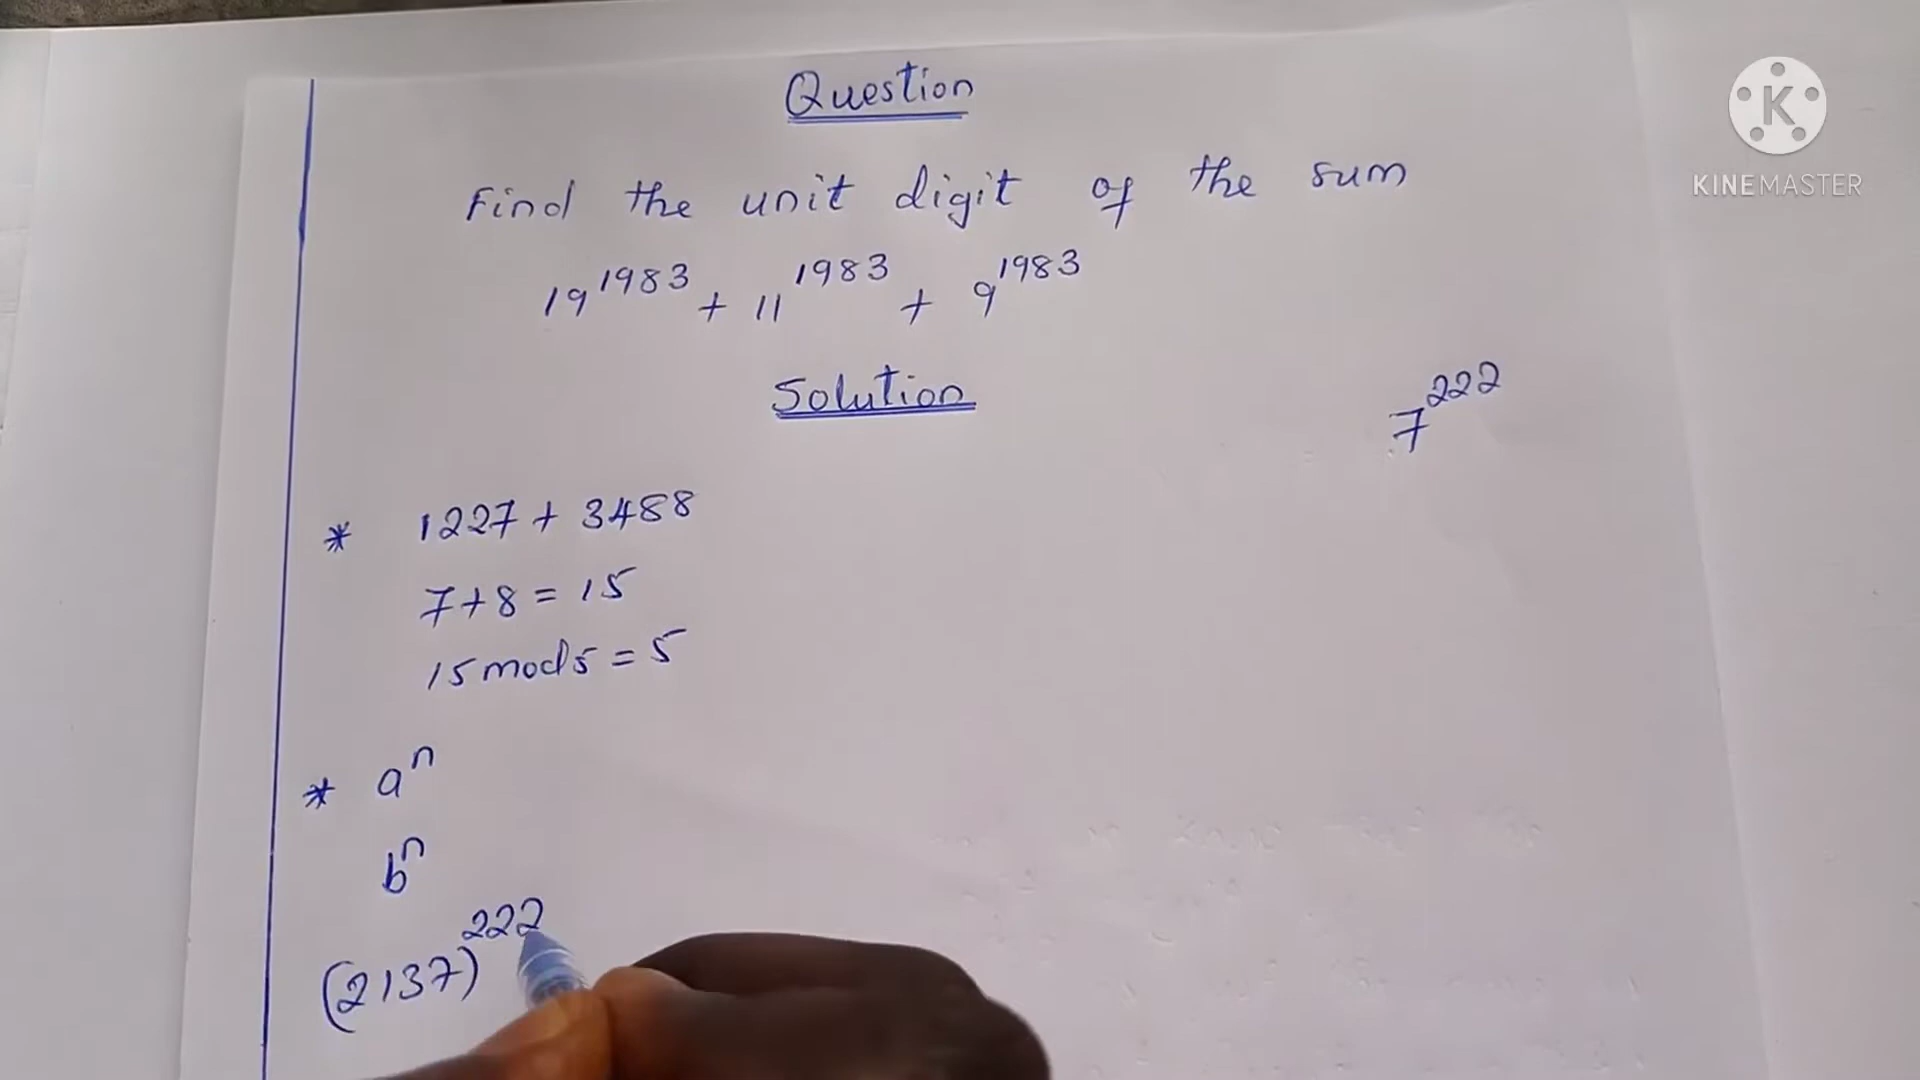 Question
K
KINEMASTER
Find the unit digit of the sum
19^1983 + 11^1983 + 9^1983
Solution
7^222
* 1227 + 3488
7+8 = 15
15 mod 5 = 5
* a^n
b^n
(2137)^222